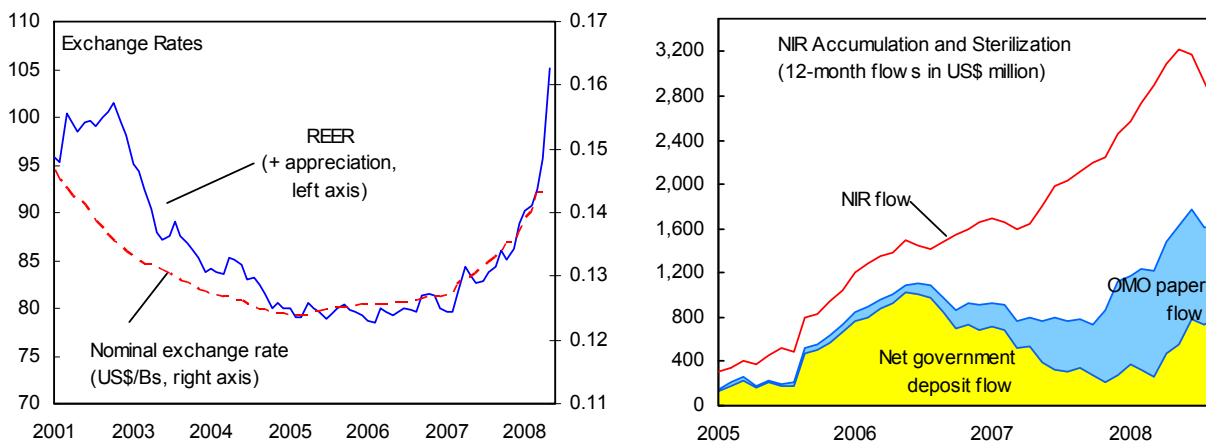 110
105
100
95
90
85
80
75
70
Exchange Rates
REER
(+ appreciation,
left axis)
Nominal exchange rate
(US$/Bs, right axis)
0.17
0.16
0.15
0.14
0.13
0.12
0.11
2001
2003
2004
2005
2006
2007
2008
3,200
2,800
2,400
2,000
1,600
1,200
800
400
0
NIR Accumulation and Sterilization
(12-month flows in US$ million)
NIR flow
OMO paper
flow
Net government
deposit flow
2005
2006
2007
2008